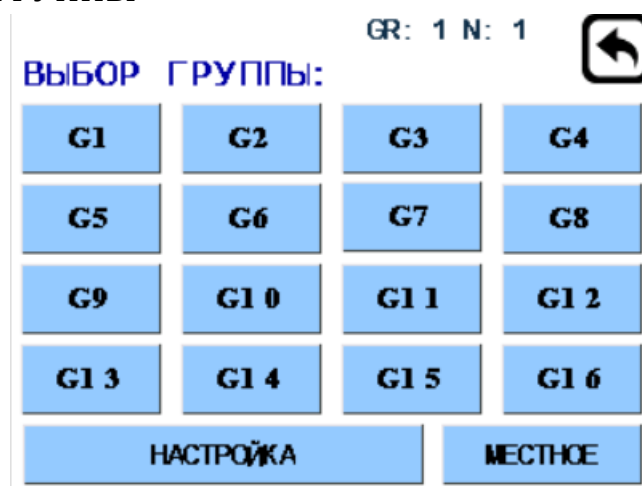 GR: 1 N: 1
ВЫБОР ГРУППЫ:
G1 G2 G3 G4
G5 G6 G7 G8
G9 G10 G11 G12
G13 G14 G15 G16
НАСТРОЙКА МЕСТНОЕ